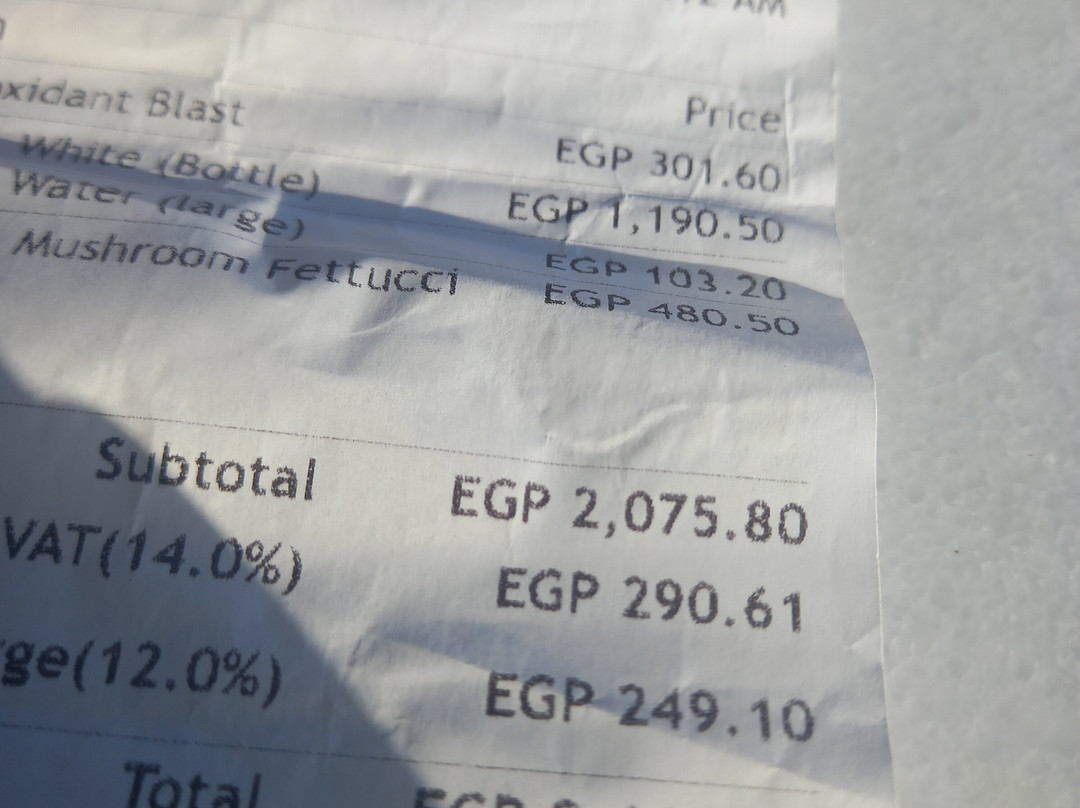 AM
Price
xidant Blast EGP 301.60
White (Bottle) EGP 1,190.50
Water (large) EGP 103.20
Mushroom Fettucci EGP 480.50
Subtotal EGP 2,075.80
VAT(14.0%) EGP 290.61
ge(12.0%) EGP 249.10
Total EGP